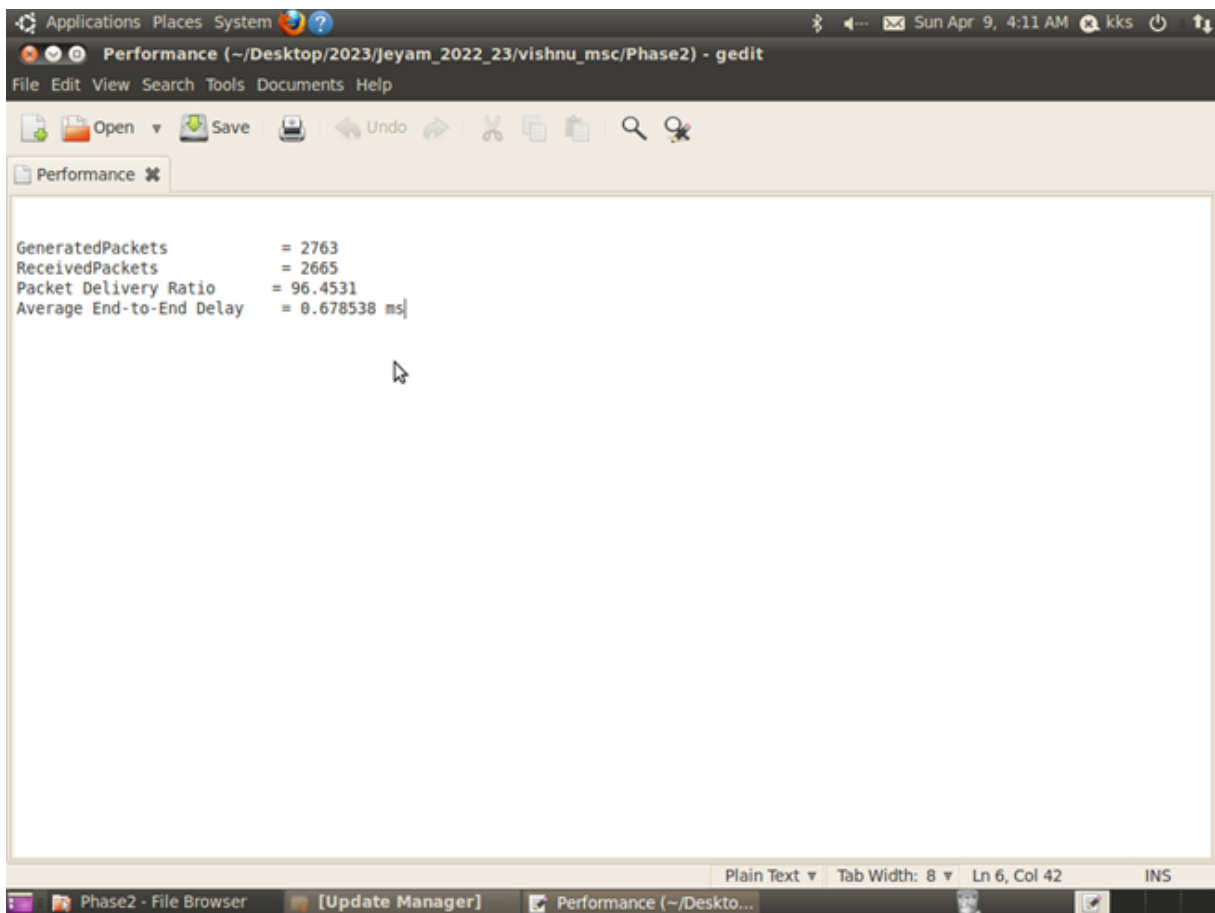 Applications Places System
Sun Apr 9, 4:11 AM kks
Performance (~/Desktop/2023/Jeyam_2022_23/vishnu_msc/Phase2) - gedit
File Edit View Search Tools Documents Help
Open Save Undo
Performance
GeneratedPackets = 2763
ReceivedPackets = 2665
Packet Delivery Ratio = 96.4531
Average End-to-End Delay = 0.678538 ms
Plain Text Tab Width: 8 Ln 6, Col 42 INS
Phase2 - File Browser [Update Manager] Performance (~/Deskto...